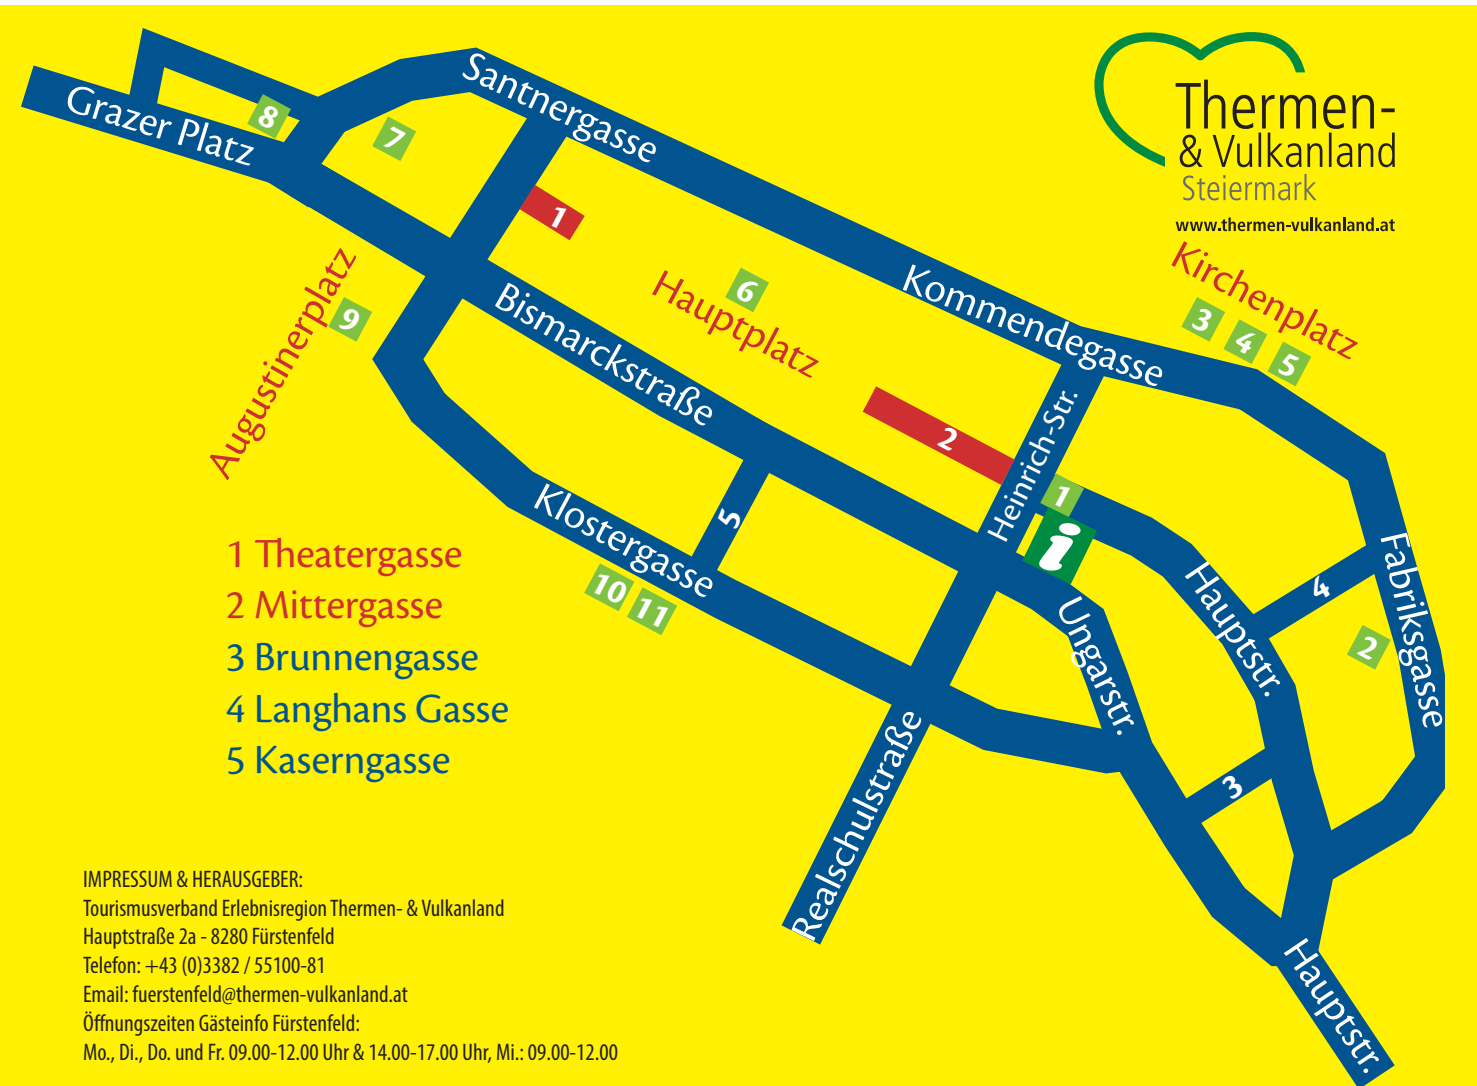 Thermen-
& Vulkanland
Steiermark
www.thermen-vulkanland.at
Grazer Platz
8
7
Santnergasse
1
6
Hauptplatz
Kommendegasse
Kirchenplatz
3
4
5
Augustinerplatz
9
Bismarckstraße
2
Heinrich-Str.
1
i
5
Klostergasse
10
11
Ungarstr.
Hauptstr.
4
Fabriksgasse
2
3
Realschulstraße
Hauptstr.
1 Theatergasse
2 Mittergasse
3 Brunnengasse
4 Langhans Gasse
5 Kaserngasse
IMPRESSUM & HERAUSGEBER:
Tourismusverband Erlebnisregion Thermen- & Vulkanland
Hauptstraße 2a - 8280 Fürstenfeld
Telefon: +43 (0)3382 / 55100-81
Email: fuerstenfeld@thermen-vulkanland.at
Öffnungszeiten Gästeinfo Fürstenfeld:
Mo., Di., Do. und Fr. 09.00-12.00 Uhr & 14.00-17.00 Uhr, Mi.: 09.00-12.00